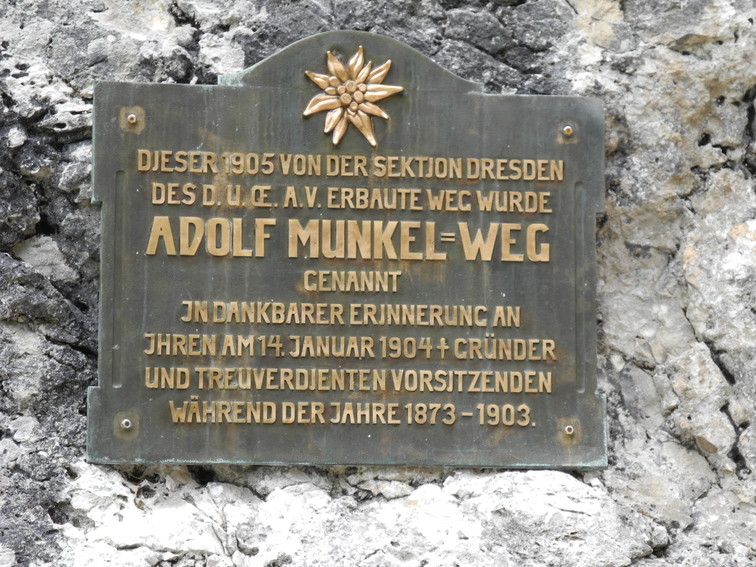 DJESER 1905 VON DER SEKTJON DRESDEN
DES D. U. Œ. A.V. ERBAUTE WEG WURDE
ADOLF MUNKEL=WEG
GENANNT
JN DANKBARER ERINNERUNG AN
JHREN AM 14. JANUAR 1904 † GRÜNDER
UND TREUVERDIENTEN VORSITZENDEN
WÄHREND DER JAHRE 1873 – 1903.